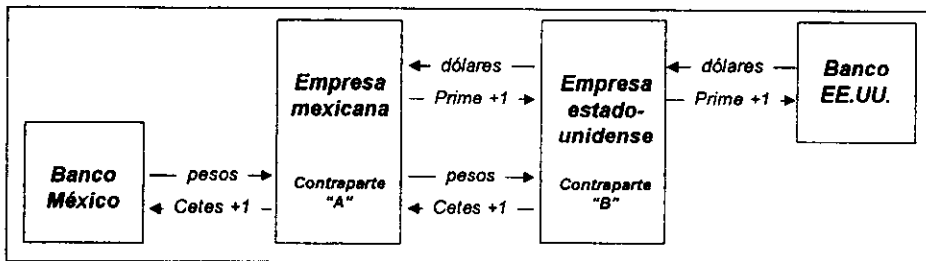 Banco
México
pesos
Cetes +1
Empresa
mexicana
Contraparte
"A"
dólares
Prime +1
pesos
Cetes +1
Empresa
estado-
unidense
Contraparte
"B"
dólares
Prime +1
Banco
EE.UU.